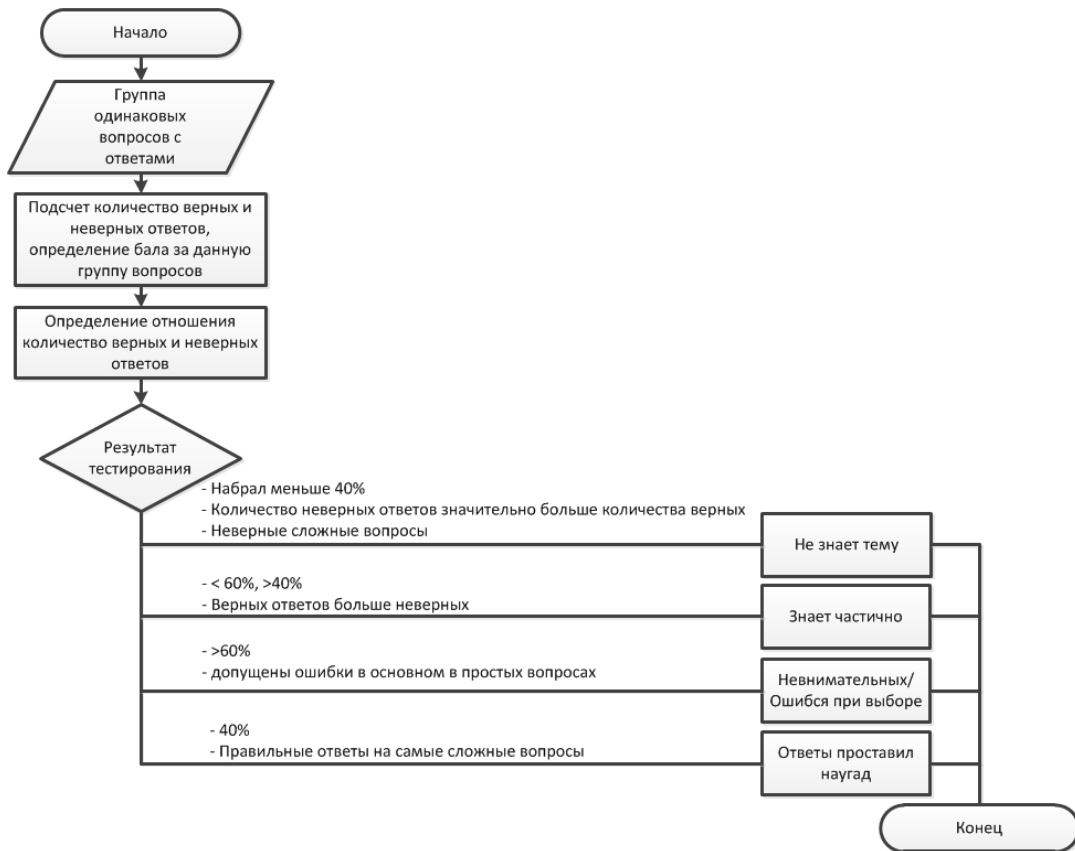 Начало
Группа
одинаковых
вопросов с
ответами
Подсчет количество верных и
неверных ответов,
определение бала за данную
группу вопросов
Определение отношения
количество верных и неверных
ответов
Результат
тестирования
- Набрал меньше 40%
- Количество неверных ответов значительно больше количества верных
- Неверные сложные вопросы
Не знает тему
- < 60%, >40%
- Верных ответов больше неверных
Знает частично
- >60%
- допущены ошибки в основном в простых вопросах
Невнимательных/
Ошибся при выборе
- 40%
- Правильные ответы на самые сложные вопросы
Ответы проставил
наугад
Конец